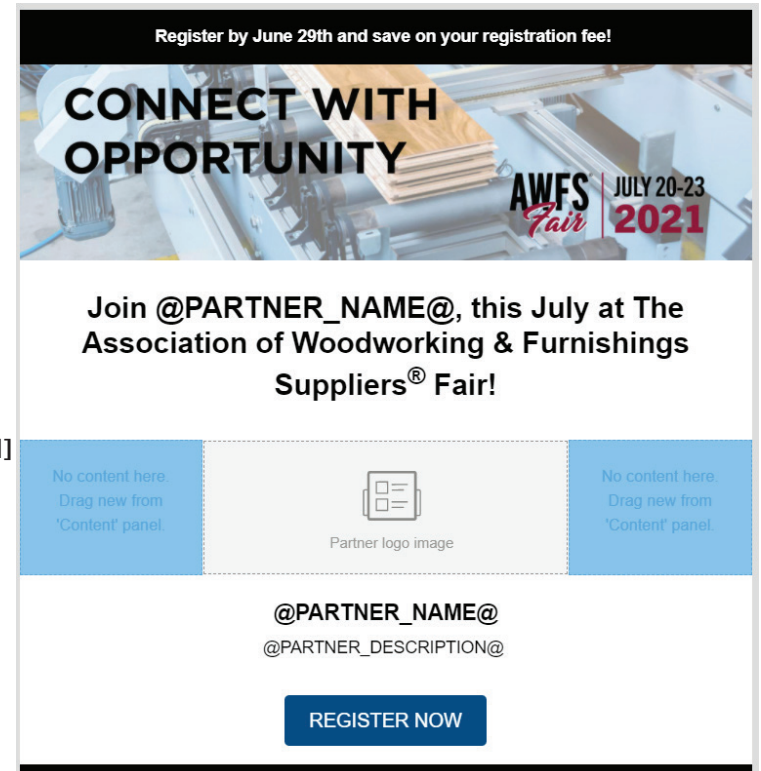 Register by June 29th and save on your registration fee!
CONNECT WITH
OPPORTUNITY
AWFS
Fair
JULY 20-23
2021
Join @PARTNER_NAME@, this July at The
Association of Woodworking & Furnishings
Suppliers® Fair!
]
No content here.
Drag new from
'Content' panel.
Partner logo image
No content here.
Drag new from
'Content' panel.
@PARTNER_NAME@
@PARTNER_DESCRIPTION@
REGISTER NOW